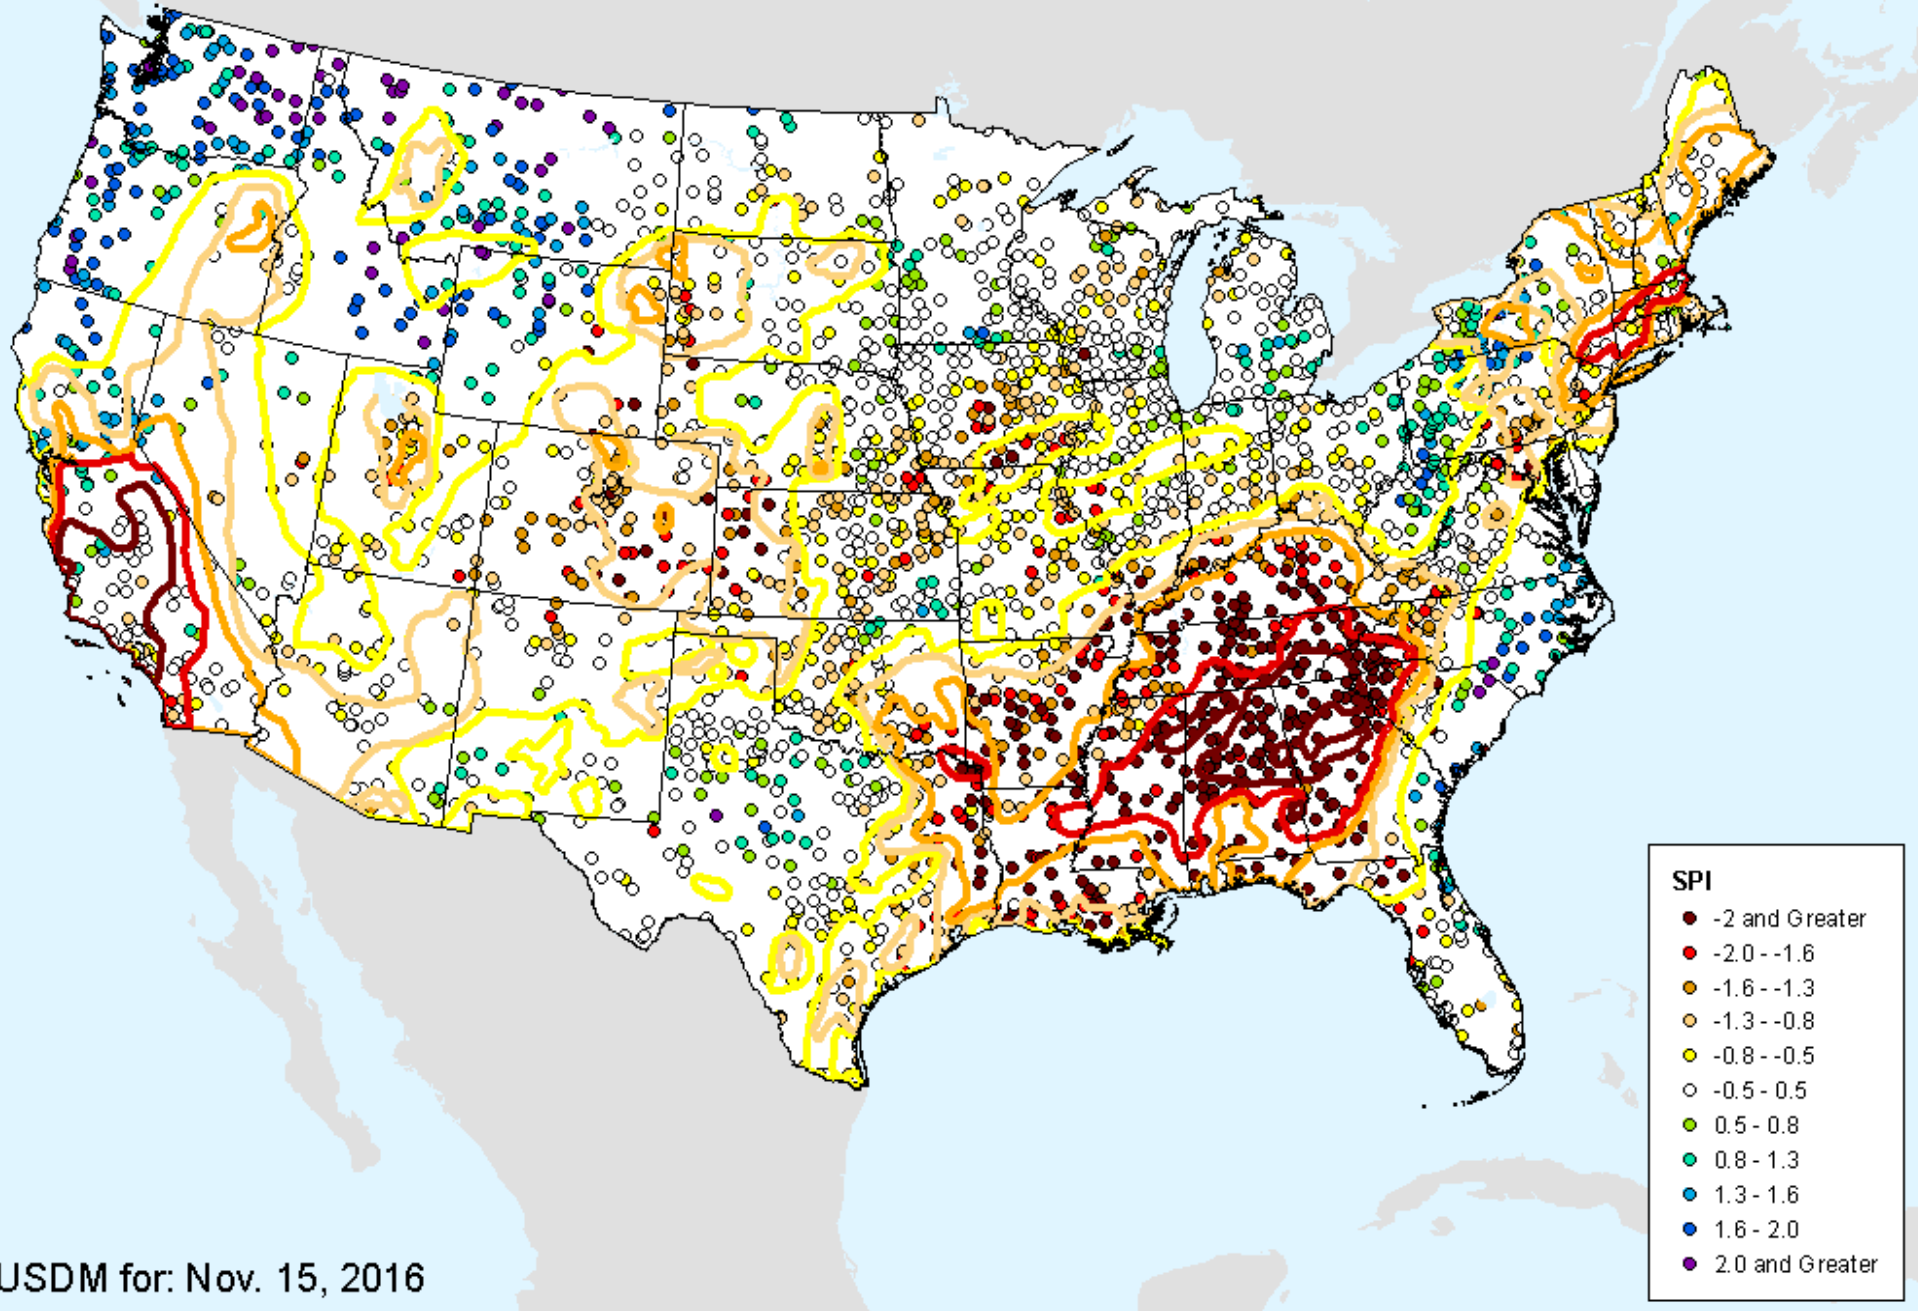 SPI
-2 and Greater
-2.0 - -1.6
-1.6 - -1.3
-1.3 - -0.8
-0.8 - -0.5
-0.5 - 0.5
0.5 - 0.8
0.8 - 1.3
1.3 - 1.6
1.6 - 2.0
2.0 and Greater
USDM for: Nov. 15, 2016